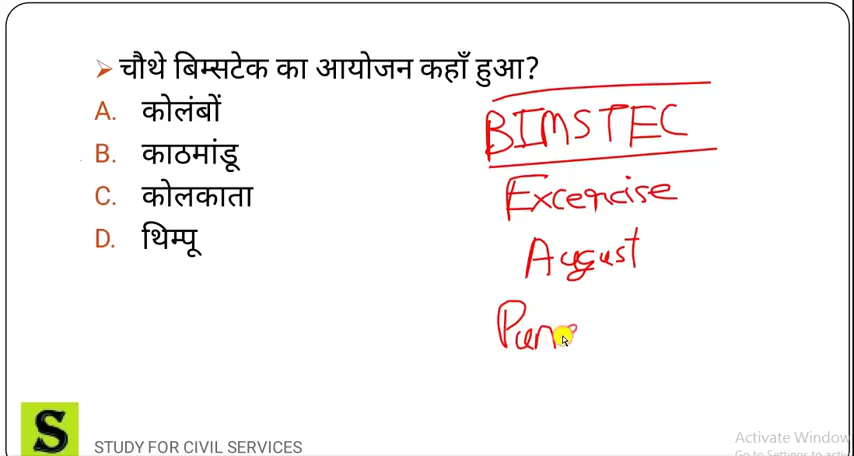 ➤ चौथे बिम्सटेक का आयोजन कहाँ हुआ?
A. कोलंबों
B. काठमांडू
C. कोलकाता
D. थिम्पू
BIMSTEC
Excercise
August
S
STUDY FOR CIVIL SERVICES
Activate Window